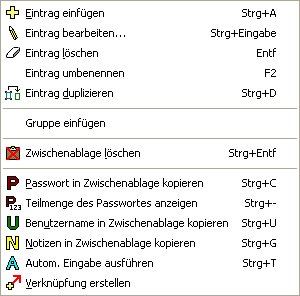 Eintrag einfügen Strg+A
Eintrag bearbeiten... Strg+Eingabe
Eintrag löschen Entf
Eintrag umbenennen F2
Eintrag duplizieren Strg+D
Gruppe einfügen
Zwischenablage löschen Strg+Entf
P Passwort in Zwischenablage kopieren Strg+C
P123 Teilmenge des Passwortes anzeigen Strg+-
U Benutzername in Zwischenablage kopieren Strg+U
N Notizen in Zwischenablage kopieren Strg+G
A Autom. Eingabe ausführen Strg+T
Verknüpfung erstellen